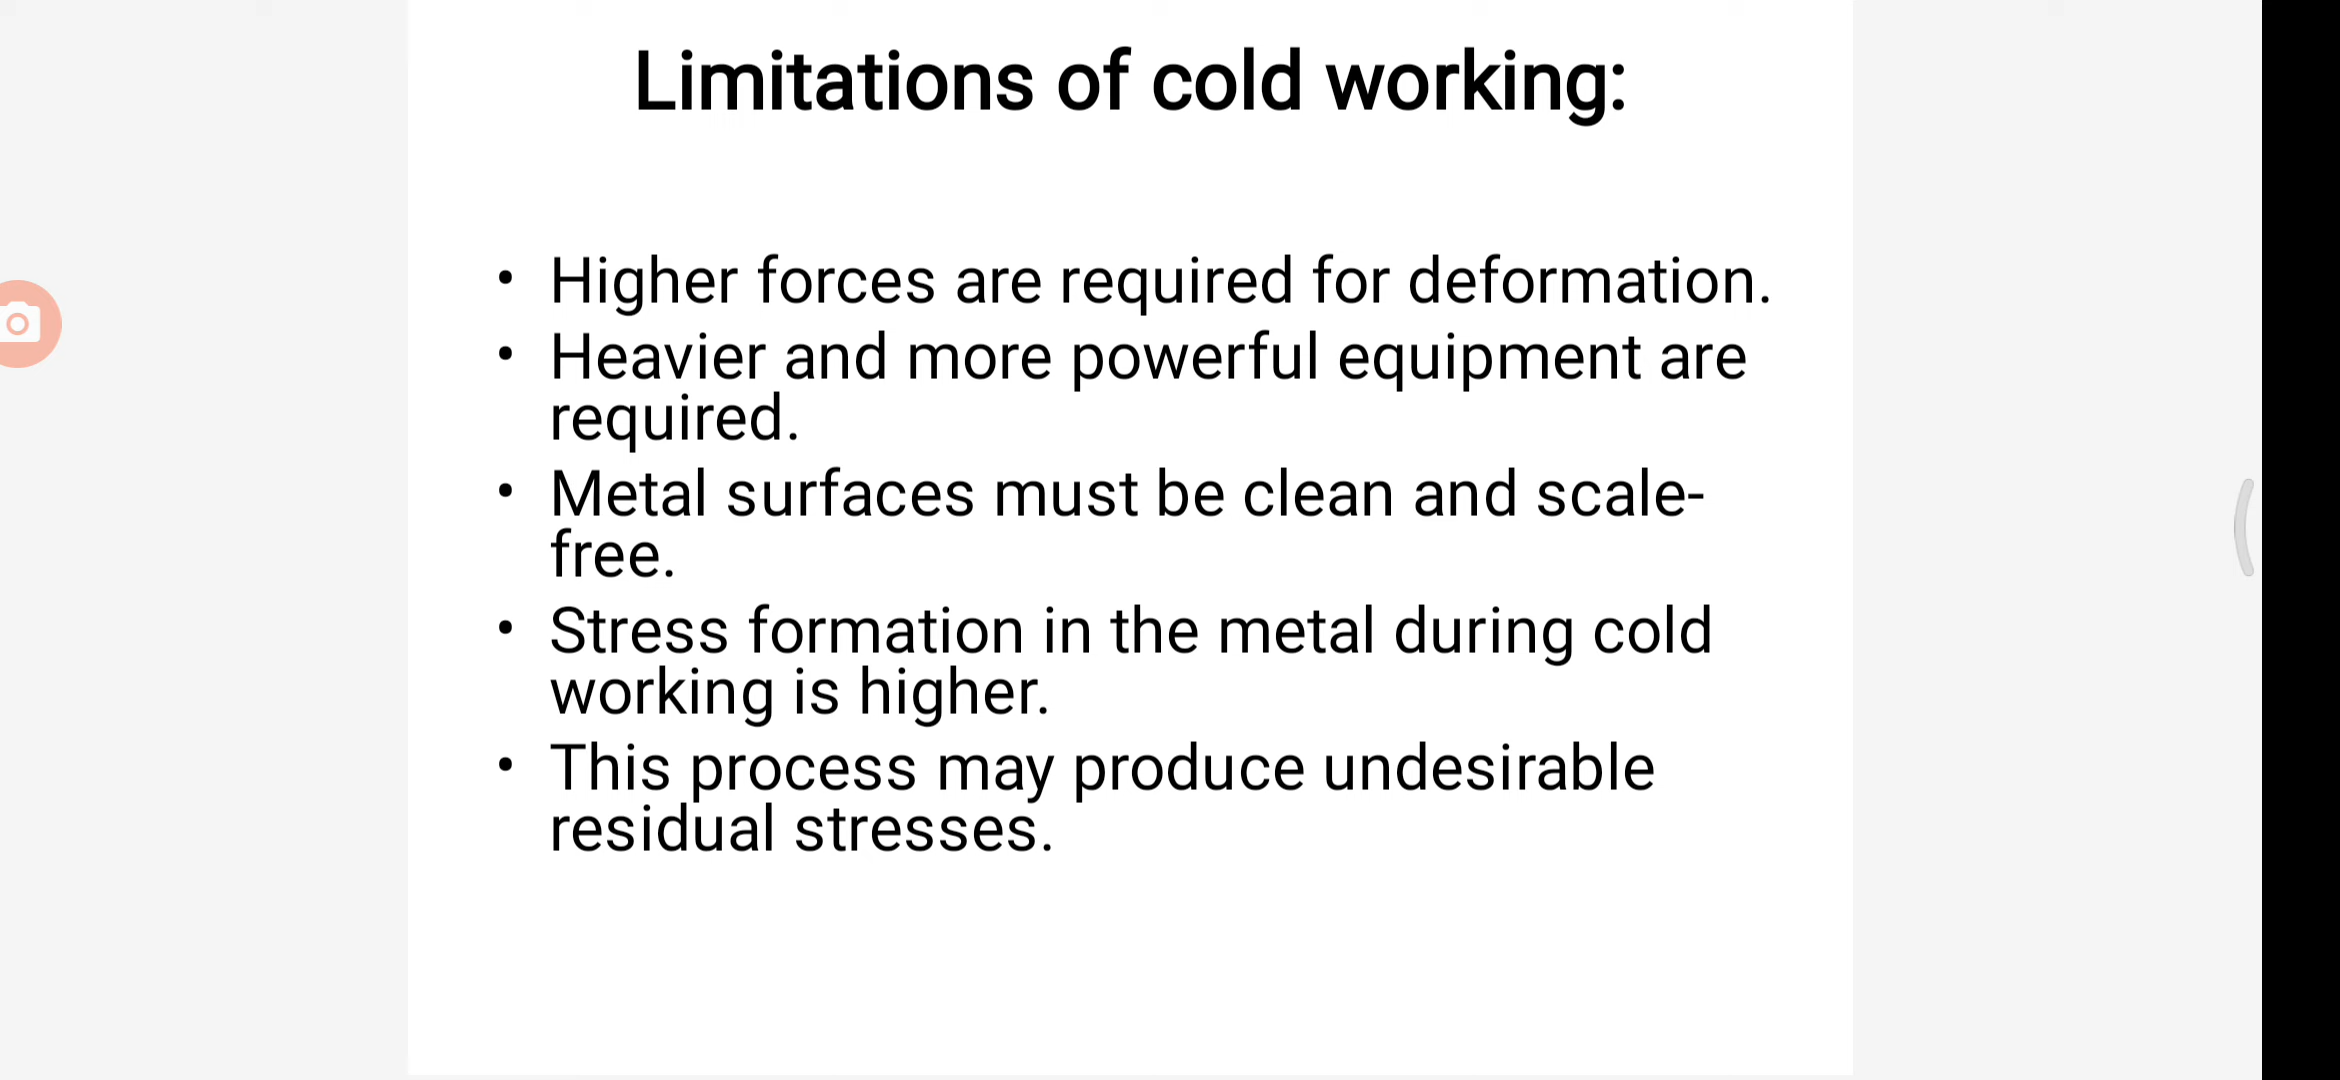 Limitations of cold working:
• Higher forces are required for deformation.
• Heavier and more powerful equipment are
required.
• Metal surfaces must be clean and scale-
free.
• Stress formation in the metal during cold
working is higher.
• This process may produce undesirable
residual stresses.